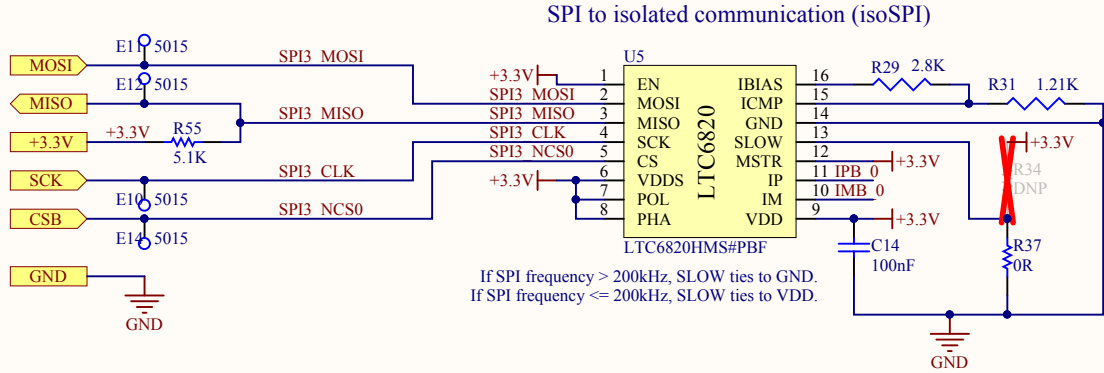 SPI to isolated communication (isoSPI)
E11 5015
MOSI
SPI3_MOSI
E12 5015
MISO
SPI3_MISO
+3.3V
+3.3V
R55
5.1K
SCK
SPI3_CLK
E10 5015
CSB
SPI3_NCS0
E14 5015
GND
GND
U5
+3.3V 1 EN
SPI3_MOSI 2 MOSI
SPI3_MISO 3 MISO
SPI3_CLK 4 SCK
SPI3_NCS0 5 CS
+3.3V 6 VDDS
7 POL
8 PHA
LTC6820
IBIAS 16
ICMP 15
GND 14
SLOW 13
MSTR 12 +3.3V
IP 11 IPB_0
IM 10 IMB_0
VDD 9 +3.3V
LTC6820HMS#PBF
R29 2.8K
R31 1.21K
+3.3V
R34
DNP
C14
100nF
R37
0R
If SPI frequency > 200kHz, SLOW ties to GND.
If SPI frequency <= 200kHz, SLOW ties to VDD.
GND